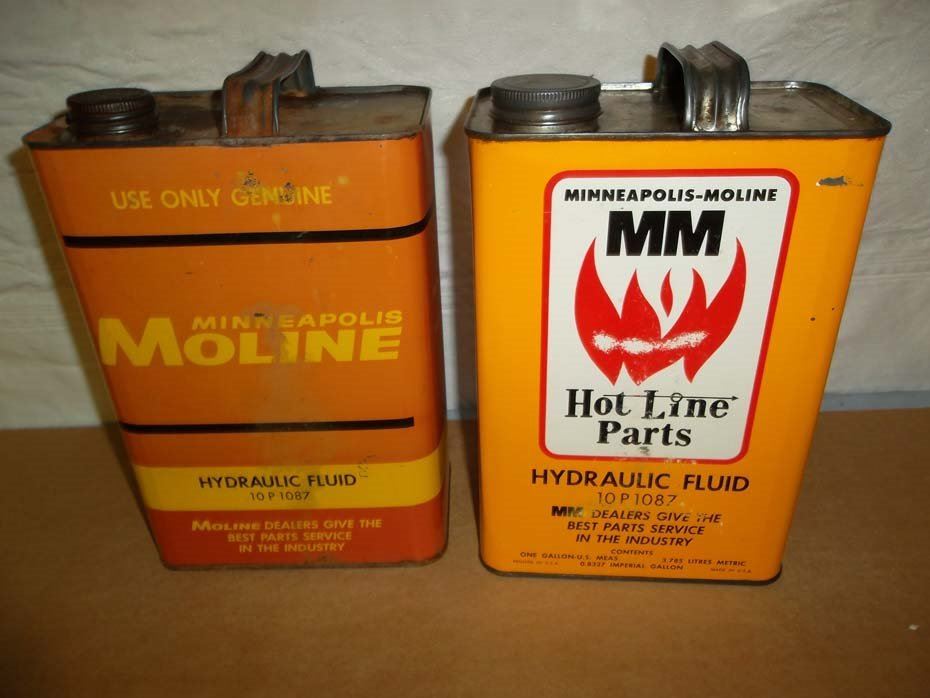 USE ONLY GENUINE
MINNEAPOLIS
MOLINE
HYDRAULIC FLUID
10 P 1087
MOLINE DEALERS GIVE THE
BEST PARTS SERVICE
IN THE INDUSTRY
MINNEAPOLIS-MOLINE
MM
Hot Line
Parts
HYDRAULIC FLUID
10 P 1087
MM DEALERS GIVE THE
BEST PARTS SERVICE
IN THE INDUSTRY
CONTENTS
ONE GALLON-U.S. MEAS. 3.785 LITRES METRIC
0.8327 IMPERIAL GALLON
MADE IN U.S.A.